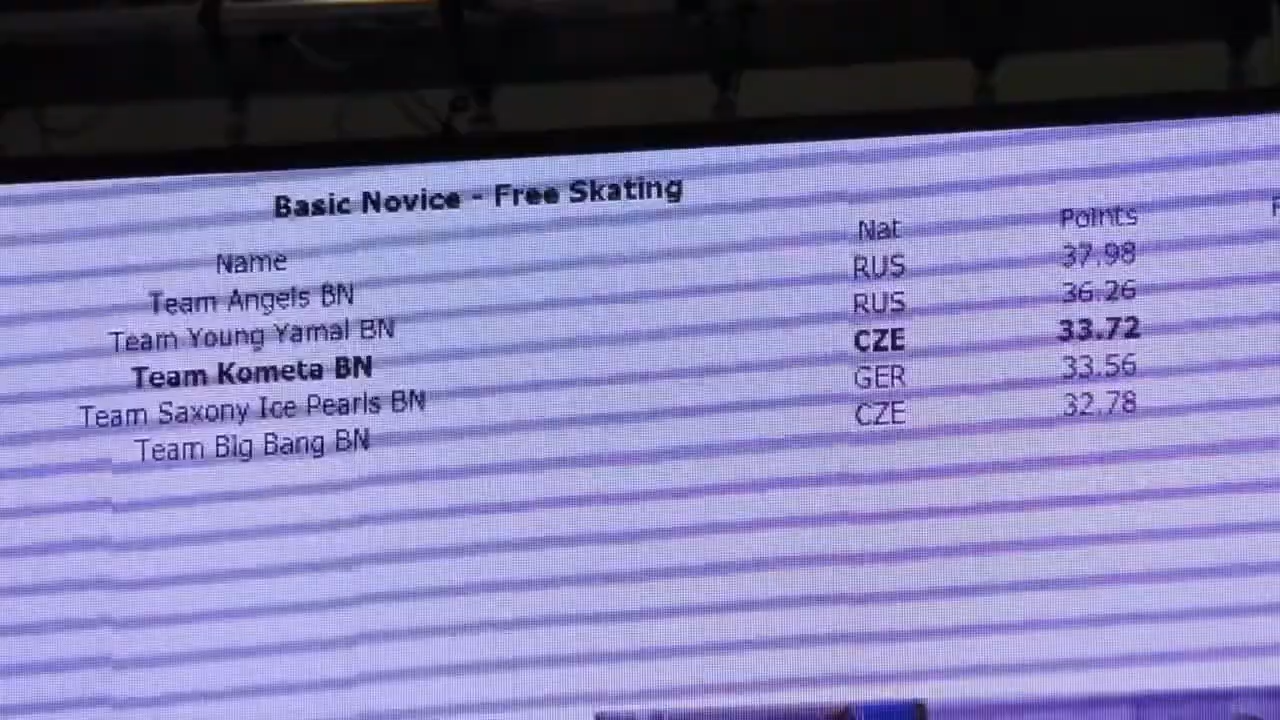 Basic Novice - Free Skating
Name Nat Points
Team Angels BN RUS 37.98
Team Young Yamal BN RUS 36.26
Team Kometa BN CZE 33.72
Team Saxony Ice Pearls BN GER 33.56
Team Big Bang BN CZE 32.78